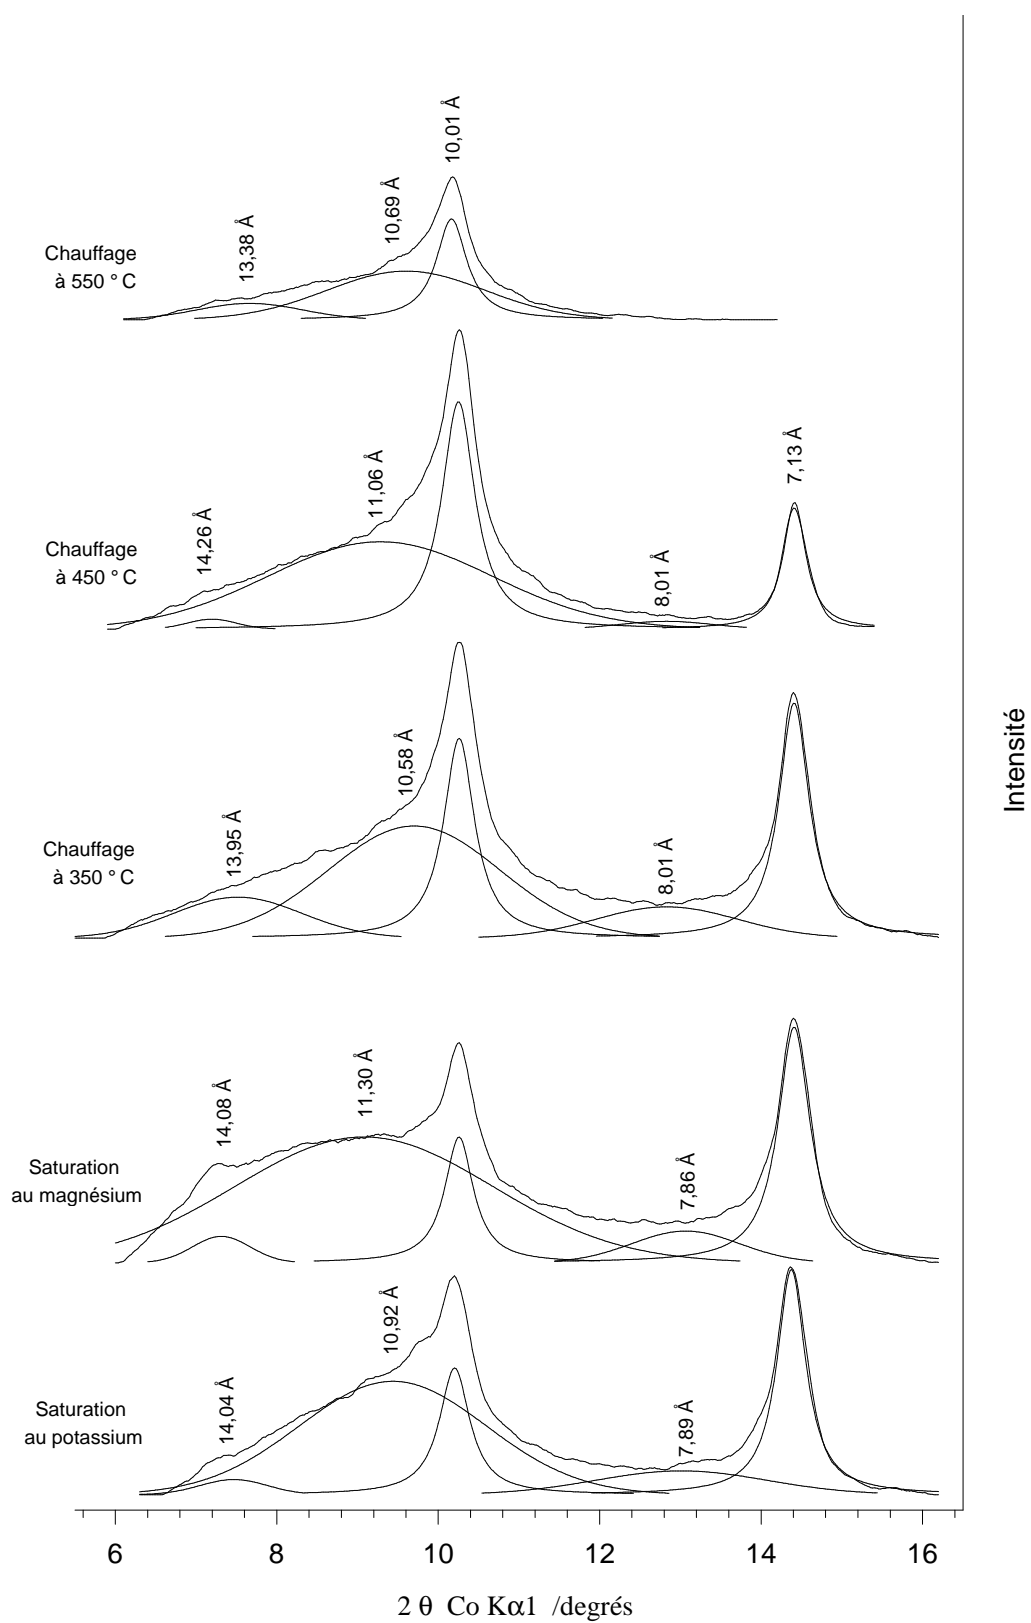 10,01 Å
10,69 Å
13,38 Å
Chauffage
à 550 ° C
7,13 Å
11,06 Å
14,26 Å
8,01 Å
Chauffage
à 450 ° C
10,58 Å
13,95 Å
8,01 Å
Chauffage
à 350 ° C
Intensité
11,30 Å
14,08 Å
7,86 Å
Saturation
au magnésium
10,92 Å
14,04 Å
7,89 Å
Saturation
au potassium
6 8 10 12 14 16
2 θ Co Kα1 /degrés